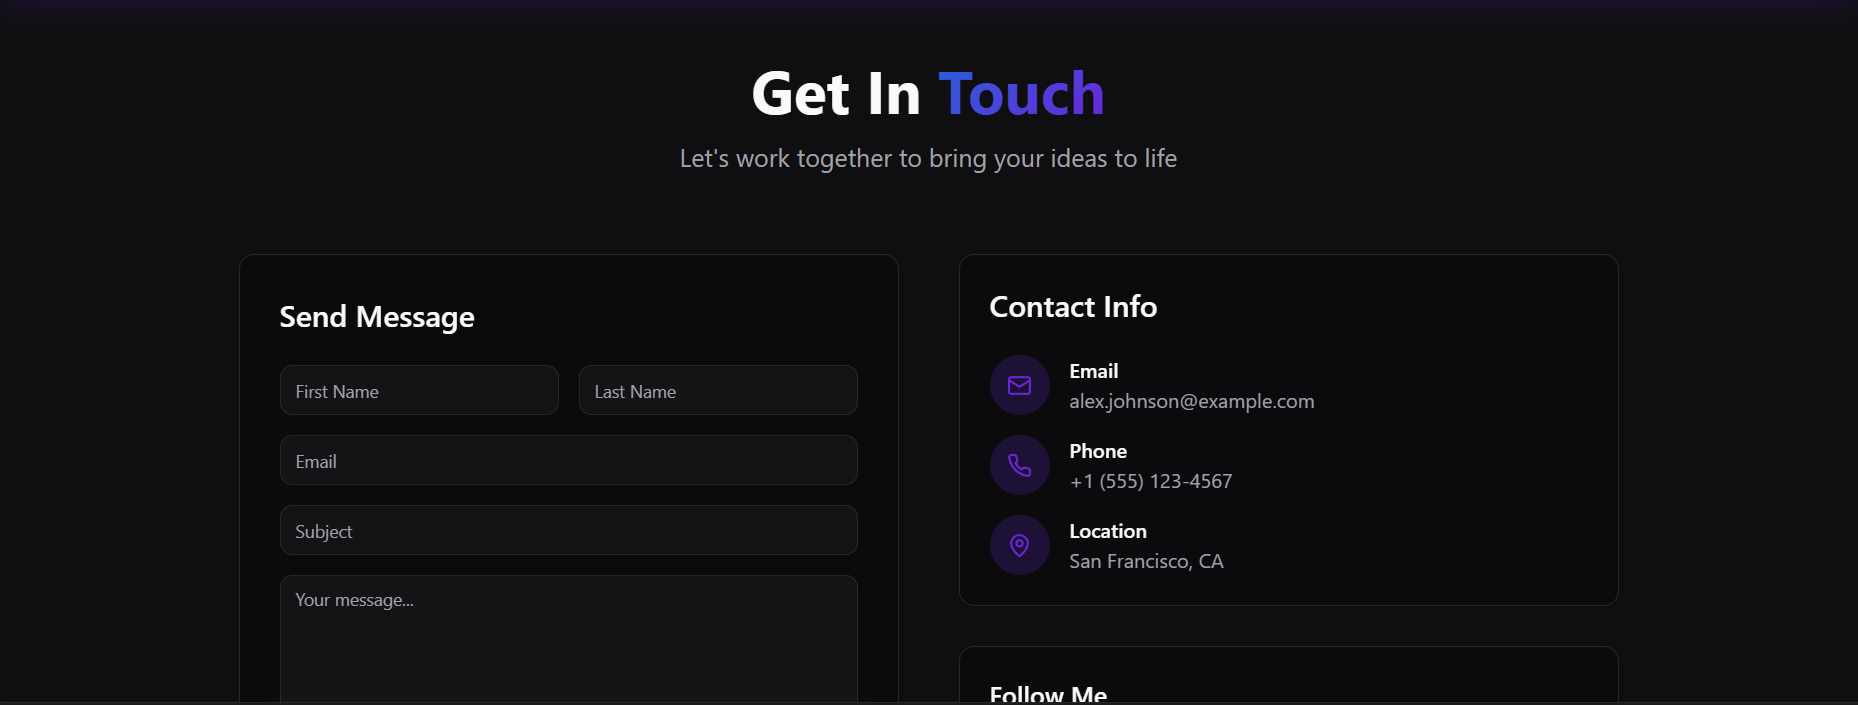 Get In Touch
Let's work together to bring your ideas to life
Send Message
First Name
Last Name
Email
Subject
Your message...
Contact Info
Email
alex.johnson@example.com
Phone
+1 (555) 123-4567
Location
San Francisco, CA
Follow Me